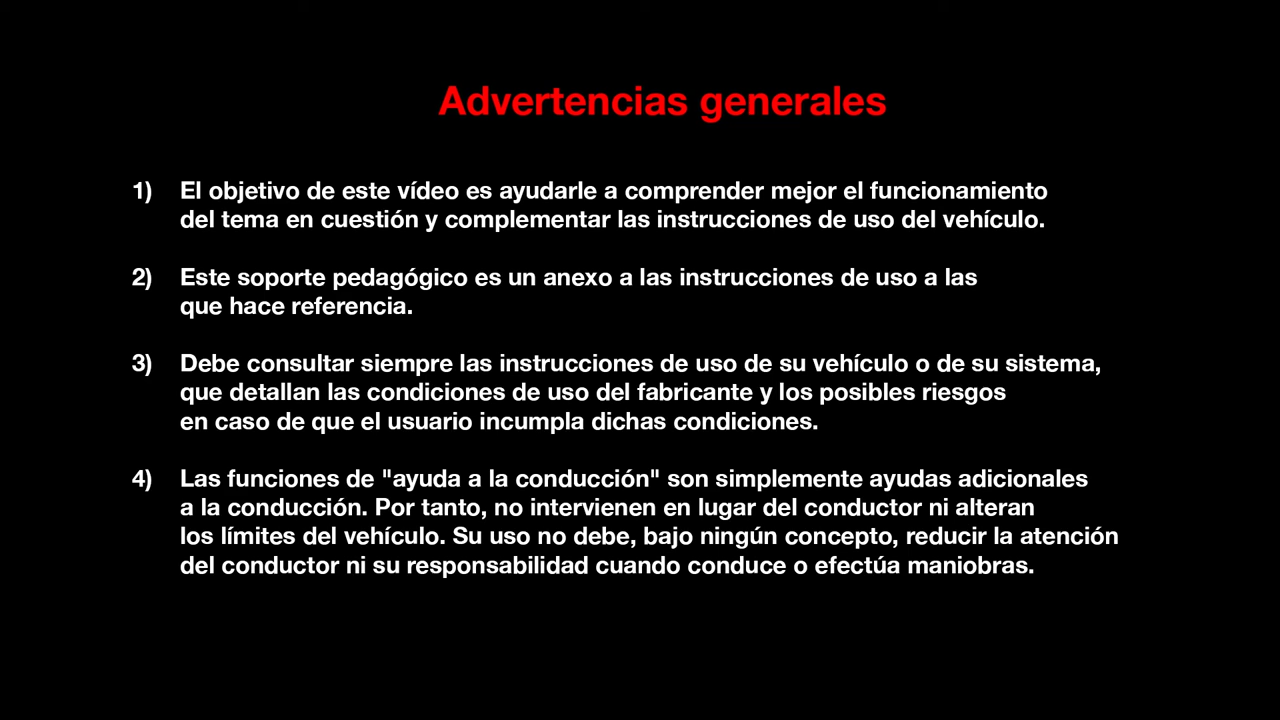 Advertencias generales
1) El objetivo de este vídeo es ayudarle a comprender mejor el funcionamiento
del tema en cuestión y complementar las instrucciones de uso del vehículo.
2) Este soporte pedagógico es un anexo a las instrucciones de uso a las
que hace referencia.
3) Debe consultar siempre las instrucciones de uso de su vehículo o de su sistema,
que detallan las condiciones de uso del fabricante y los posibles riesgos
en caso de que el usuario incumpla dichas condiciones.
4) Las funciones de "ayuda a la conducción" son simplemente ayudas adicionales
a la conducción. Por tanto, no intervienen en lugar del conductor ni alteran
los límites del vehículo. Su uso no debe, bajo ningún concepto, reducir la atención
del conductor ni su responsabilidad cuando conduce o efectúa maniobras.